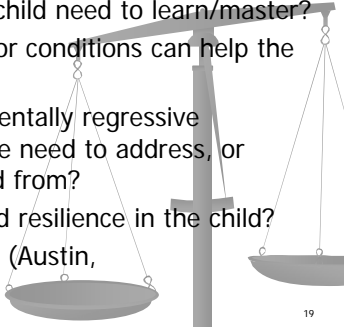 child need to learn/master?
or conditions can help the
entally regressive
e need to address, or
d from?
d resilience in the child?
(Austin,
19